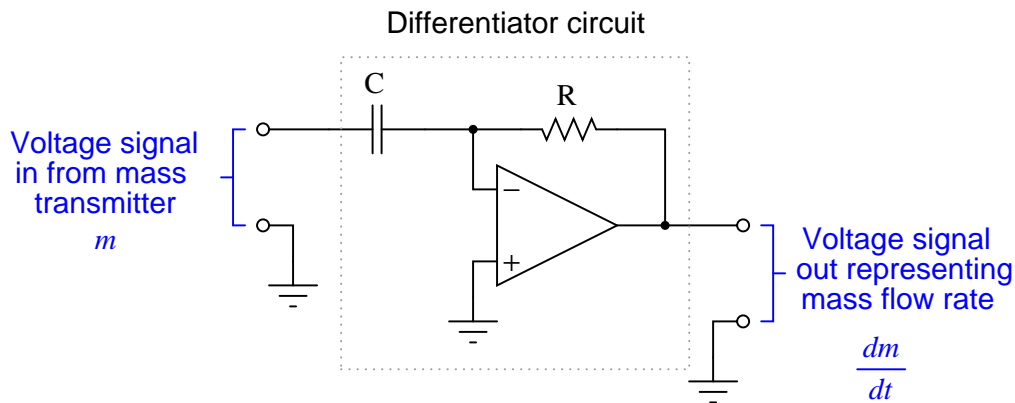 Differentiator circuit
C
R
Voltage signal
in from mass
transmitter
m
−
+
Voltage signal
out representing
mass flow rate
dm
dt